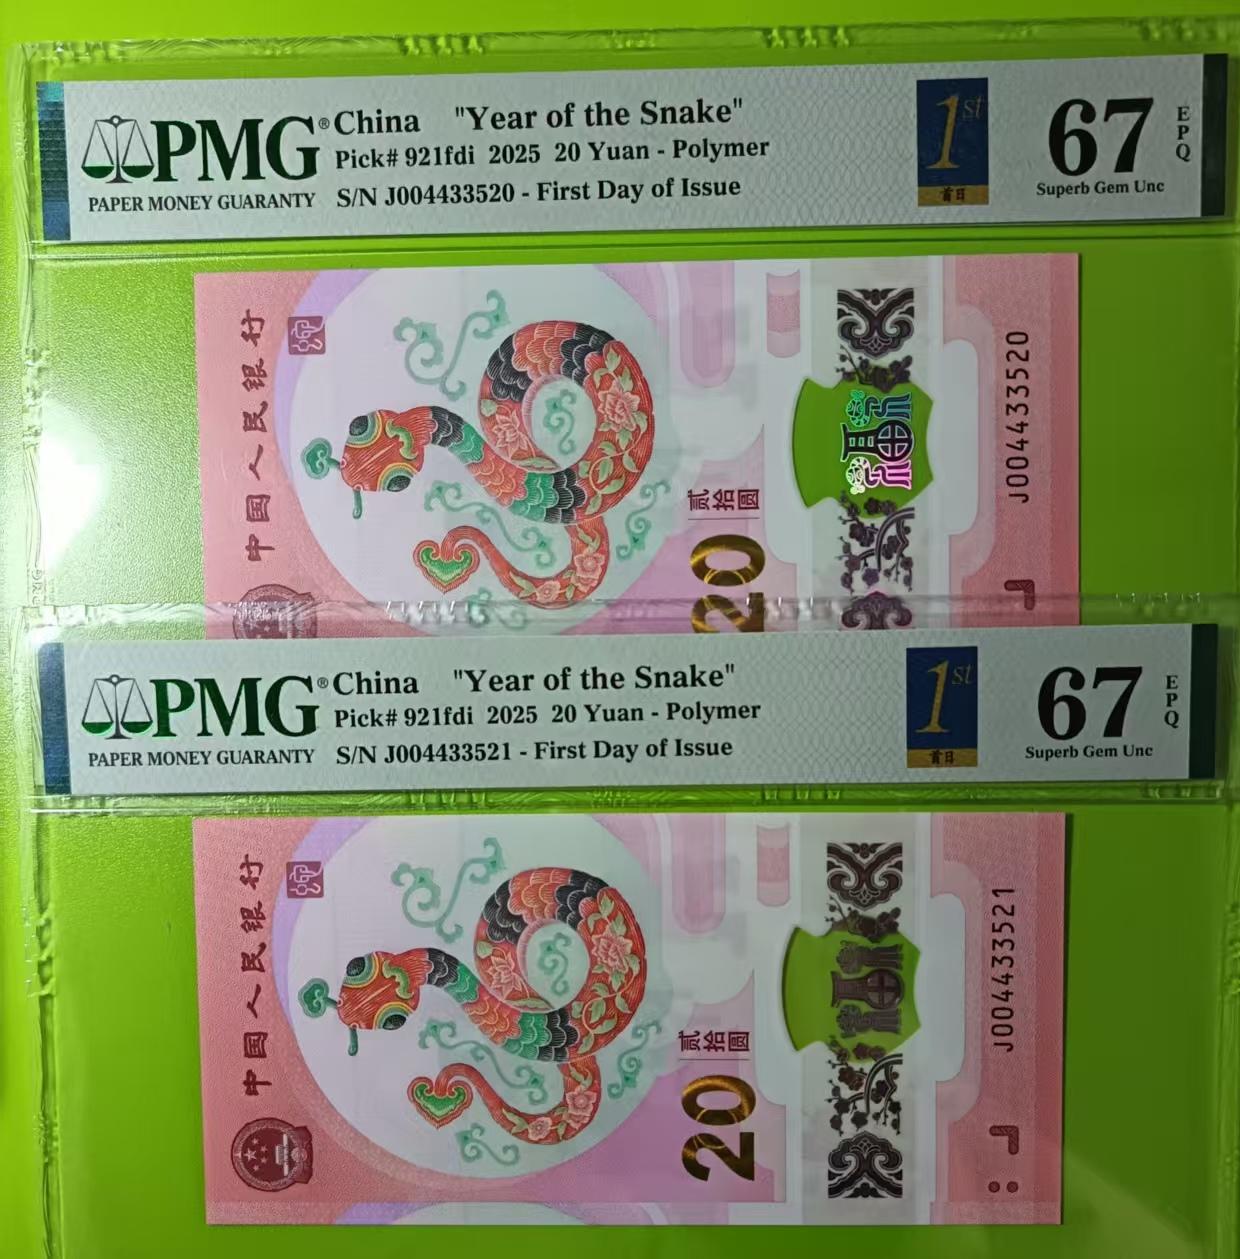 PMG®
PAPER MONEY GUARANTY
China "Year of the Snake"
Pick# 921fdi 2025 20 Yuan - Polymer
S/N J004433520 - First Day of Issue
1st
首日
67
EPQ
Superb Gem Unc
中国人民银行
贰拾圆
20
J004433520
PMG®
PAPER MONEY GUARANTY
China "Year of the Snake"
Pick# 921fdi 2025 20 Yuan - Polymer
S/N J004433521 - First Day of Issue
1st
首日
67
EPQ
Superb Gem Unc
中国人民银行
贰拾圆
20
J004433521